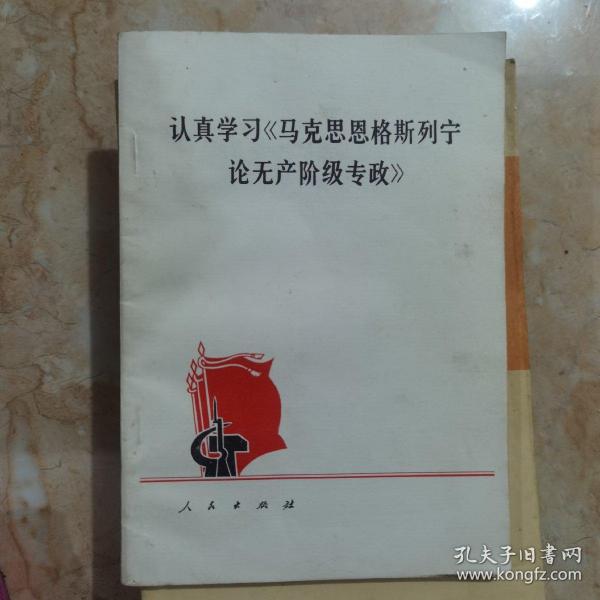 认真学习《马克思恩格斯列宁
论无产阶级专政》
人民出版社
孔夫子旧书网
www.kongfz.com